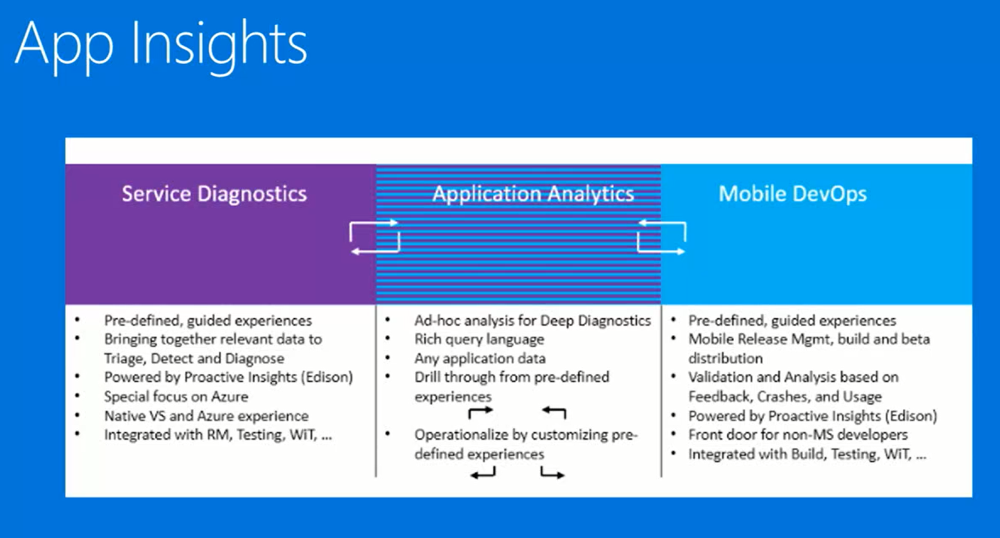 App Insights
Service Diagnostics
Application Analytics
Mobile DevOps
• Pre-defined, guided experiences
• Bringing together relevant data to
Triage, Detect and Diagnose
• Powered by Proactive Insights (Edison)
• Special focus on Azure
• Native VS and Azure experience
• Integrated with RM, Testing, WiT, ...
• Ad-hoc analysis for Deep Diagnostics
• Rich query language
• Any application data
• Drill through from pre-defined
experiences
• Operationalize by customizing pre-
defined experiences
• Pre-defined, guided experiences
• Mobile Release Mgmt, build and beta
distribution
• Validation and Analysis based on
Feedback, Crashes, and Usage
• Powered by Proactive Insights (Edison)
• Front door for non-MS developers
• Integrated with Build, Testing, WiT, ...